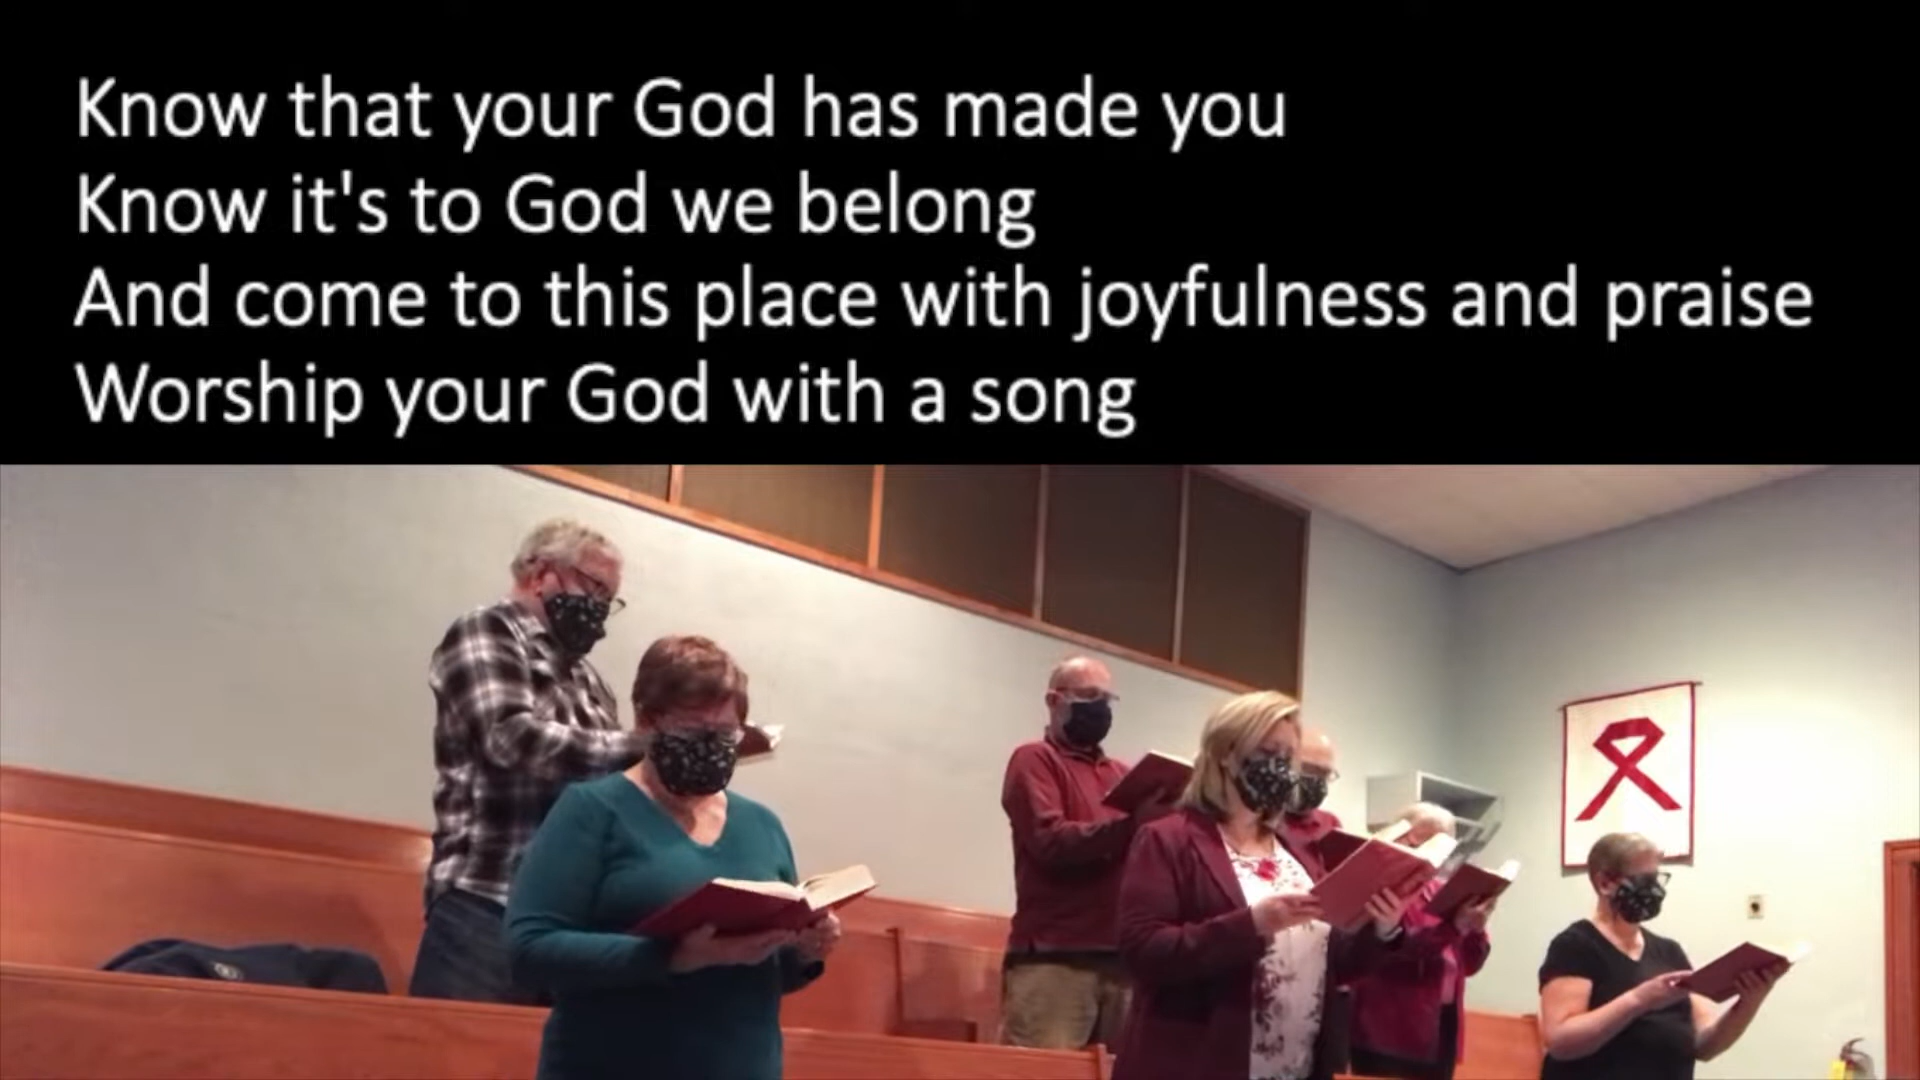 Know that your God has made you
Know it's to God we belong
And come to this place with joyfulness and praise
Worship your God with a song